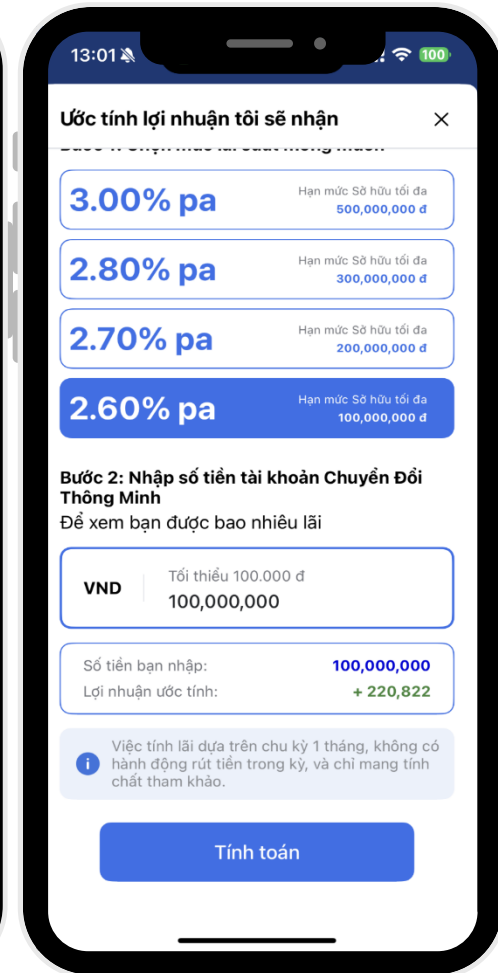 13:01
100
Ước tính lợi nhuận tôi sẽ nhận
3.00% pa
Hạn mức Sở hữu tối đa
500,000,000 đ
2.80% pa
Hạn mức Sở hữu tối đa
300,000,000 đ
2.70% pa
Hạn mức Sở hữu tối đa
200,000,000 đ
2.60% pa
Hạn mức Sở hữu tối đa
100,000,000 đ
Bước 2: Nhập số tiền tài khoản Chuyển Đổi
Thông Minh
Để xem bạn được bao nhiêu lãi
VND
Tối thiểu 100.000 đ
100,000,000
Số tiền bạn nhập: 100,000,000
Lợi nhuận ước tính: + 220,822
Việc tính lãi dựa trên chu kỳ 1 tháng, không có
hành động rút tiền trong kỳ, và chỉ mang tính
chất tham khảo.
Tính toán